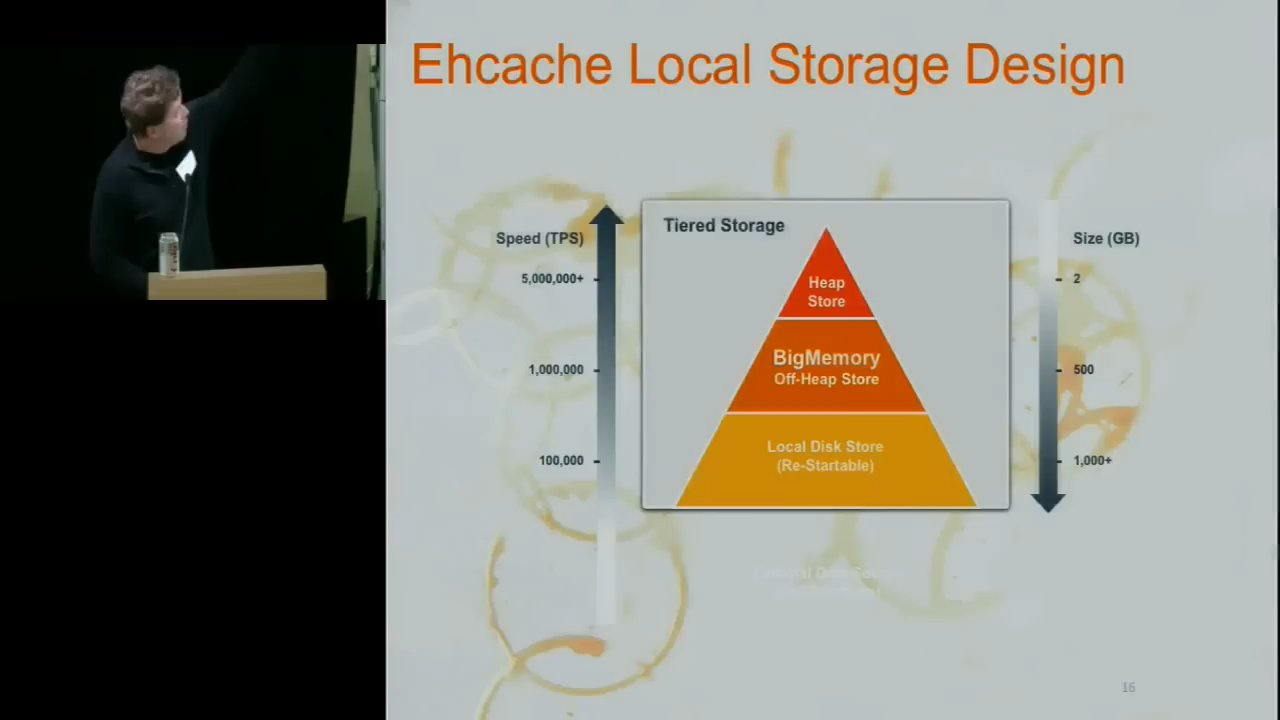 Ehcache Local Storage Design
Tiered Storage
Speed (TPS)
5,000,000+
1,000,000
100,000
Heap
Store
BigMemory
Off-Heap Store
Local Disk Store
(Re-Startable)
Size (GB)
2
500
1,000+
16